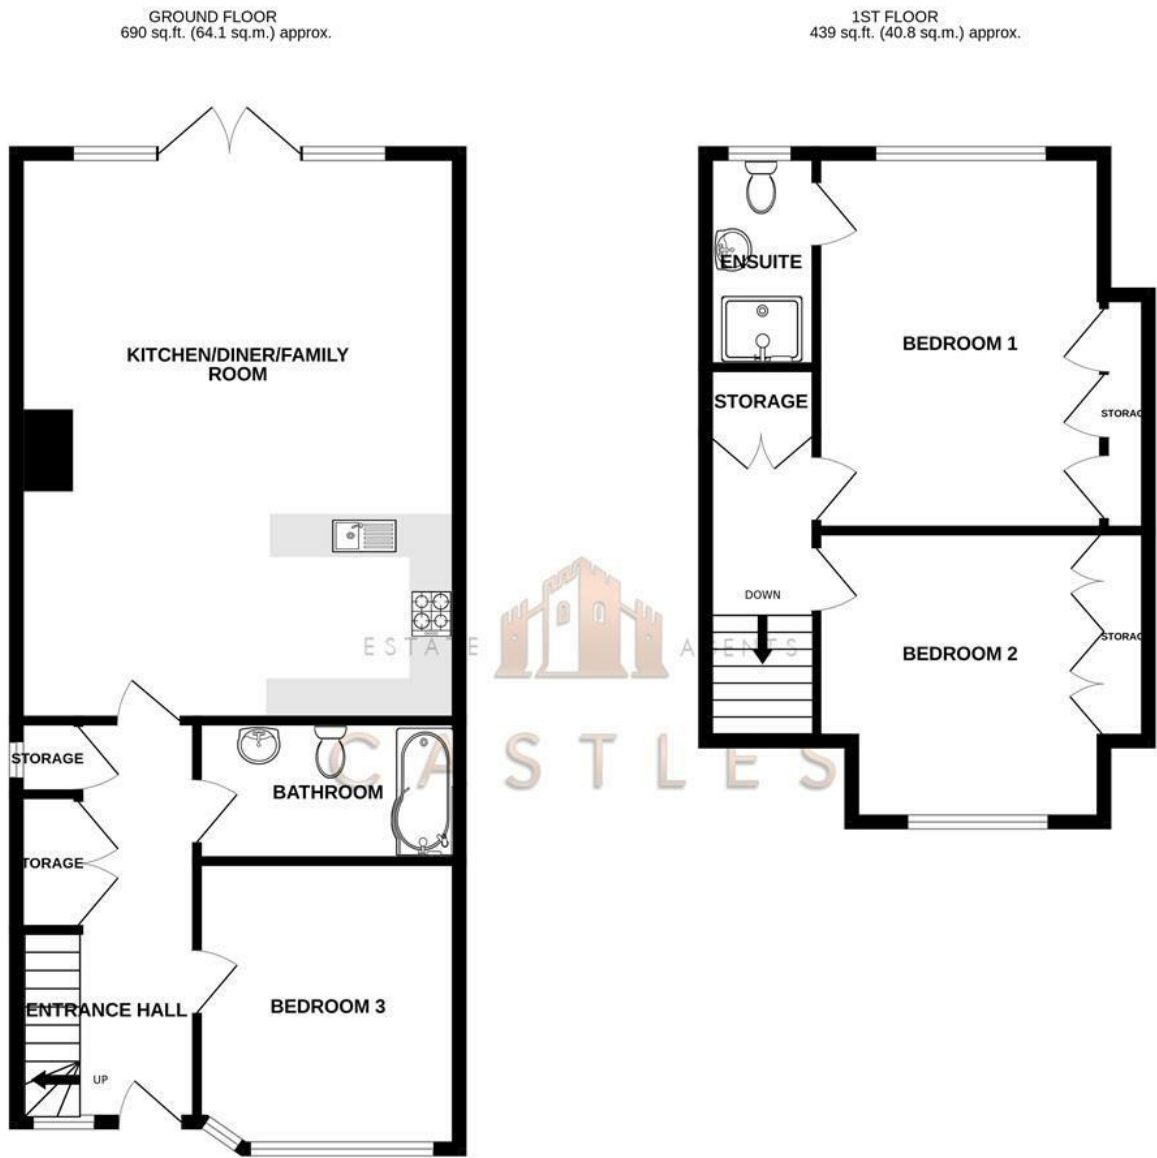 GROUND FLOOR
690 sq.ft. (64.1 sq.m.) approx.
1ST FLOOR
439 sq.ft. (40.8 sq.m.) approx.
KITCHEN/DINER/FAMILY
ROOM
STORAGE
BATHROOM
TORAGE
ENTRANCE HALL
BEDROOM 3
UP
ENSUITE
BEDROOM 1
STORAGE
STORAG
DOWN
BEDROOM 2
STORAG
ESTATE AGENTS
CASTLES